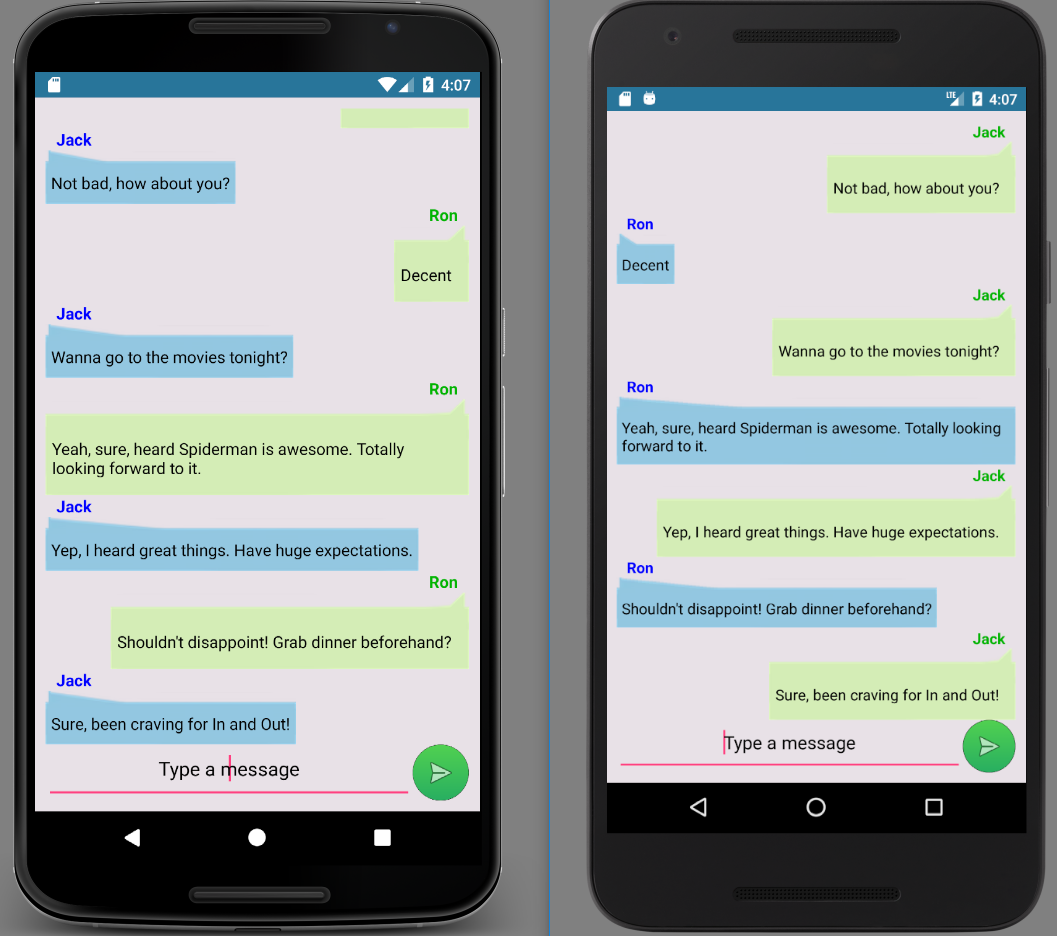 4:07
Jack
Not bad, how about you?
Ron
Decent
Jack
Wanna go to the movies tonight?
Ron
Yeah, sure, heard Spiderman is awesome. Totally
looking forward to it.
Jack
Yep, I heard great things. Have huge expectations.
Ron
Shouldn't disappoint! Grab dinner beforehand?
Jack
Sure, been craving for In and Out!
Type a message
LTE 4:07
Jack
Not bad, how about you?
Ron
Decent
Jack
Wanna go to the movies tonight?
Ron
Yeah, sure, heard Spiderman is awesome. Totally looking
forward to it.
Jack
Yep, I heard great things. Have huge expectations.
Ron
Shouldn't disappoint! Grab dinner beforehand?
Jack
Sure, been craving for In and Out!
Type a message